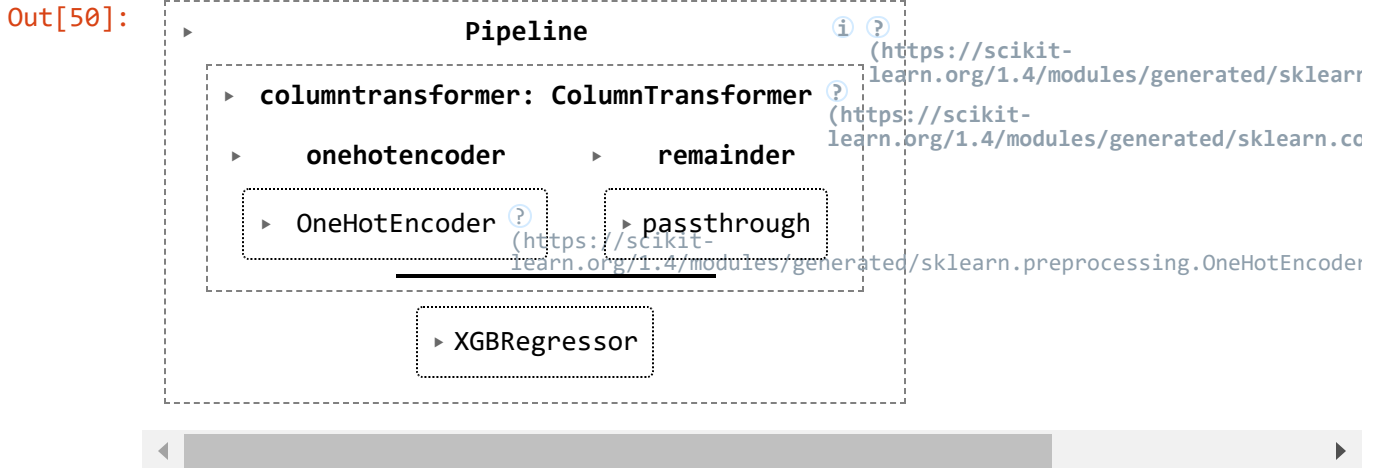 Out[50]:
Pipeline i ?
(https://scikit-
learn.org/1.4/modules/generated/sklearn
columntransformer: ColumnTransformer ?
(https://scikit-
learn.org/1.4/modules/generated/sklearn.co
onehotencoder remainder
OneHotEncoder ? passthrough
(https://scikit-
learn.org/1.4/modules/generated/sklearn.preprocessing.OneHotEncoder
XGBRegressor